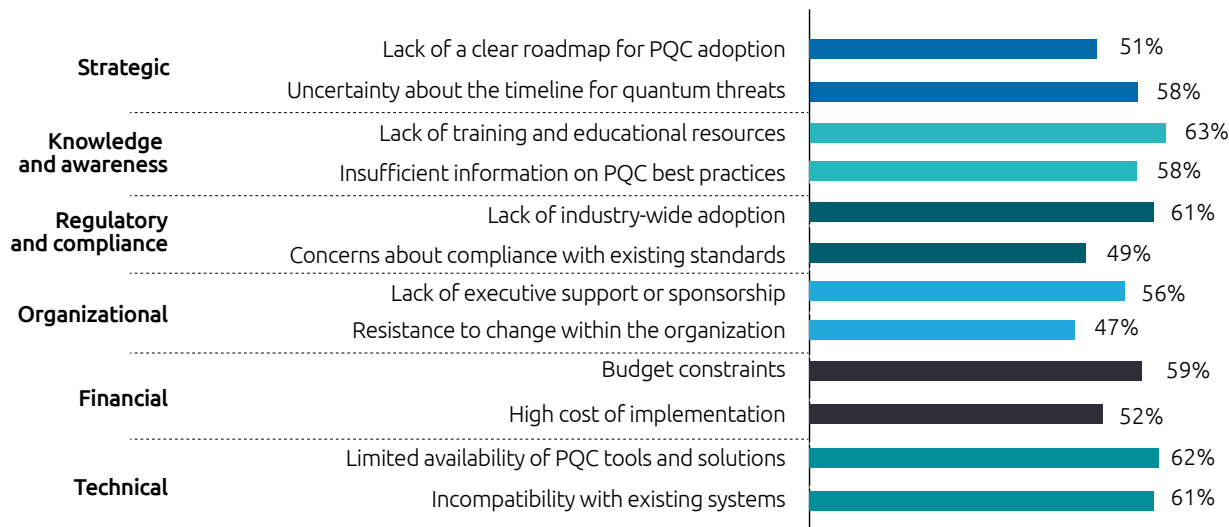 Strategic
Lack of a clear roadmap for PQC adoption 51%
Uncertainty about the timeline for quantum threats 58%
Knowledge
and awareness
Lack of training and educational resources 63%
Insufficient information on PQC best practices 58%
Regulatory
and compliance
Lack of industry-wide adoption 61%
Concerns about compliance with existing standards 49%
Organizational
Lack of executive support or sponsorship 56%
Resistance to change within the organization 47%
Financial
Budget constraints 59%
High cost of implementation 52%
Technical
Limited availability of PQC tools and solutions 62%
Incompatibility with existing systems 61%